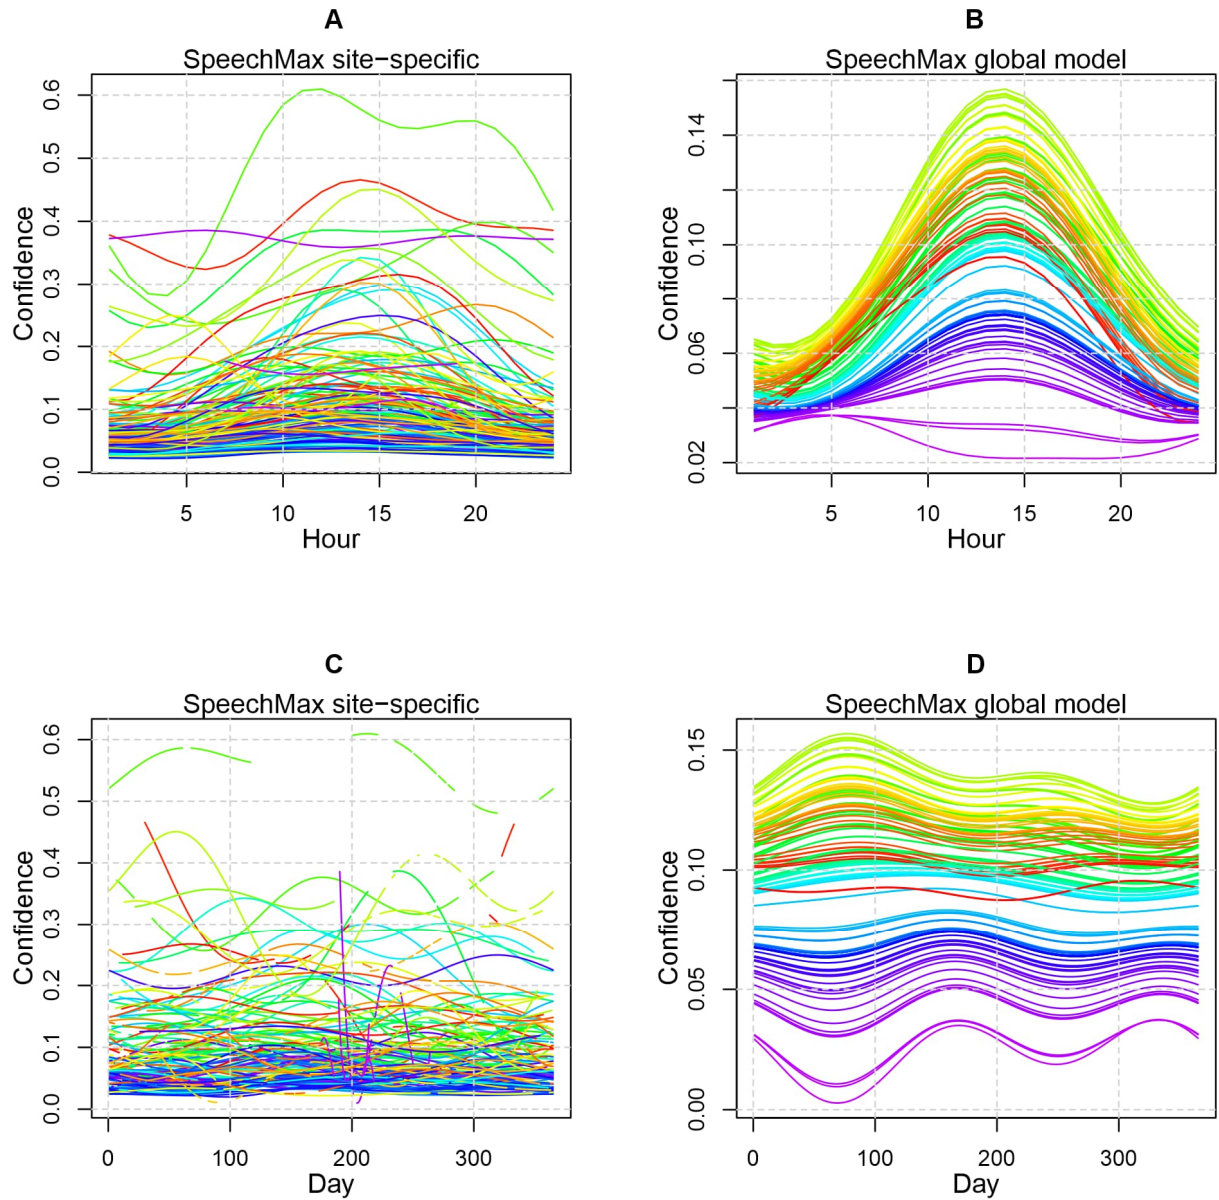 A
SpeechMax site−specific
Confidence
0.0 0.1 0.2 0.3 0.4 0.5 0.6
5 10 15 20
Hour
B
SpeechMax global model
Confidence
0.02 0.06 0.10 0.14
5 10 15 20
Hour
C
SpeechMax site−specific
Confidence
0.0 0.1 0.2 0.3 0.4 0.5 0.6
0 100 200 300
Day
D
SpeechMax global model
Confidence
0.00 0.05 0.10 0.15
0 100 200 300
Day